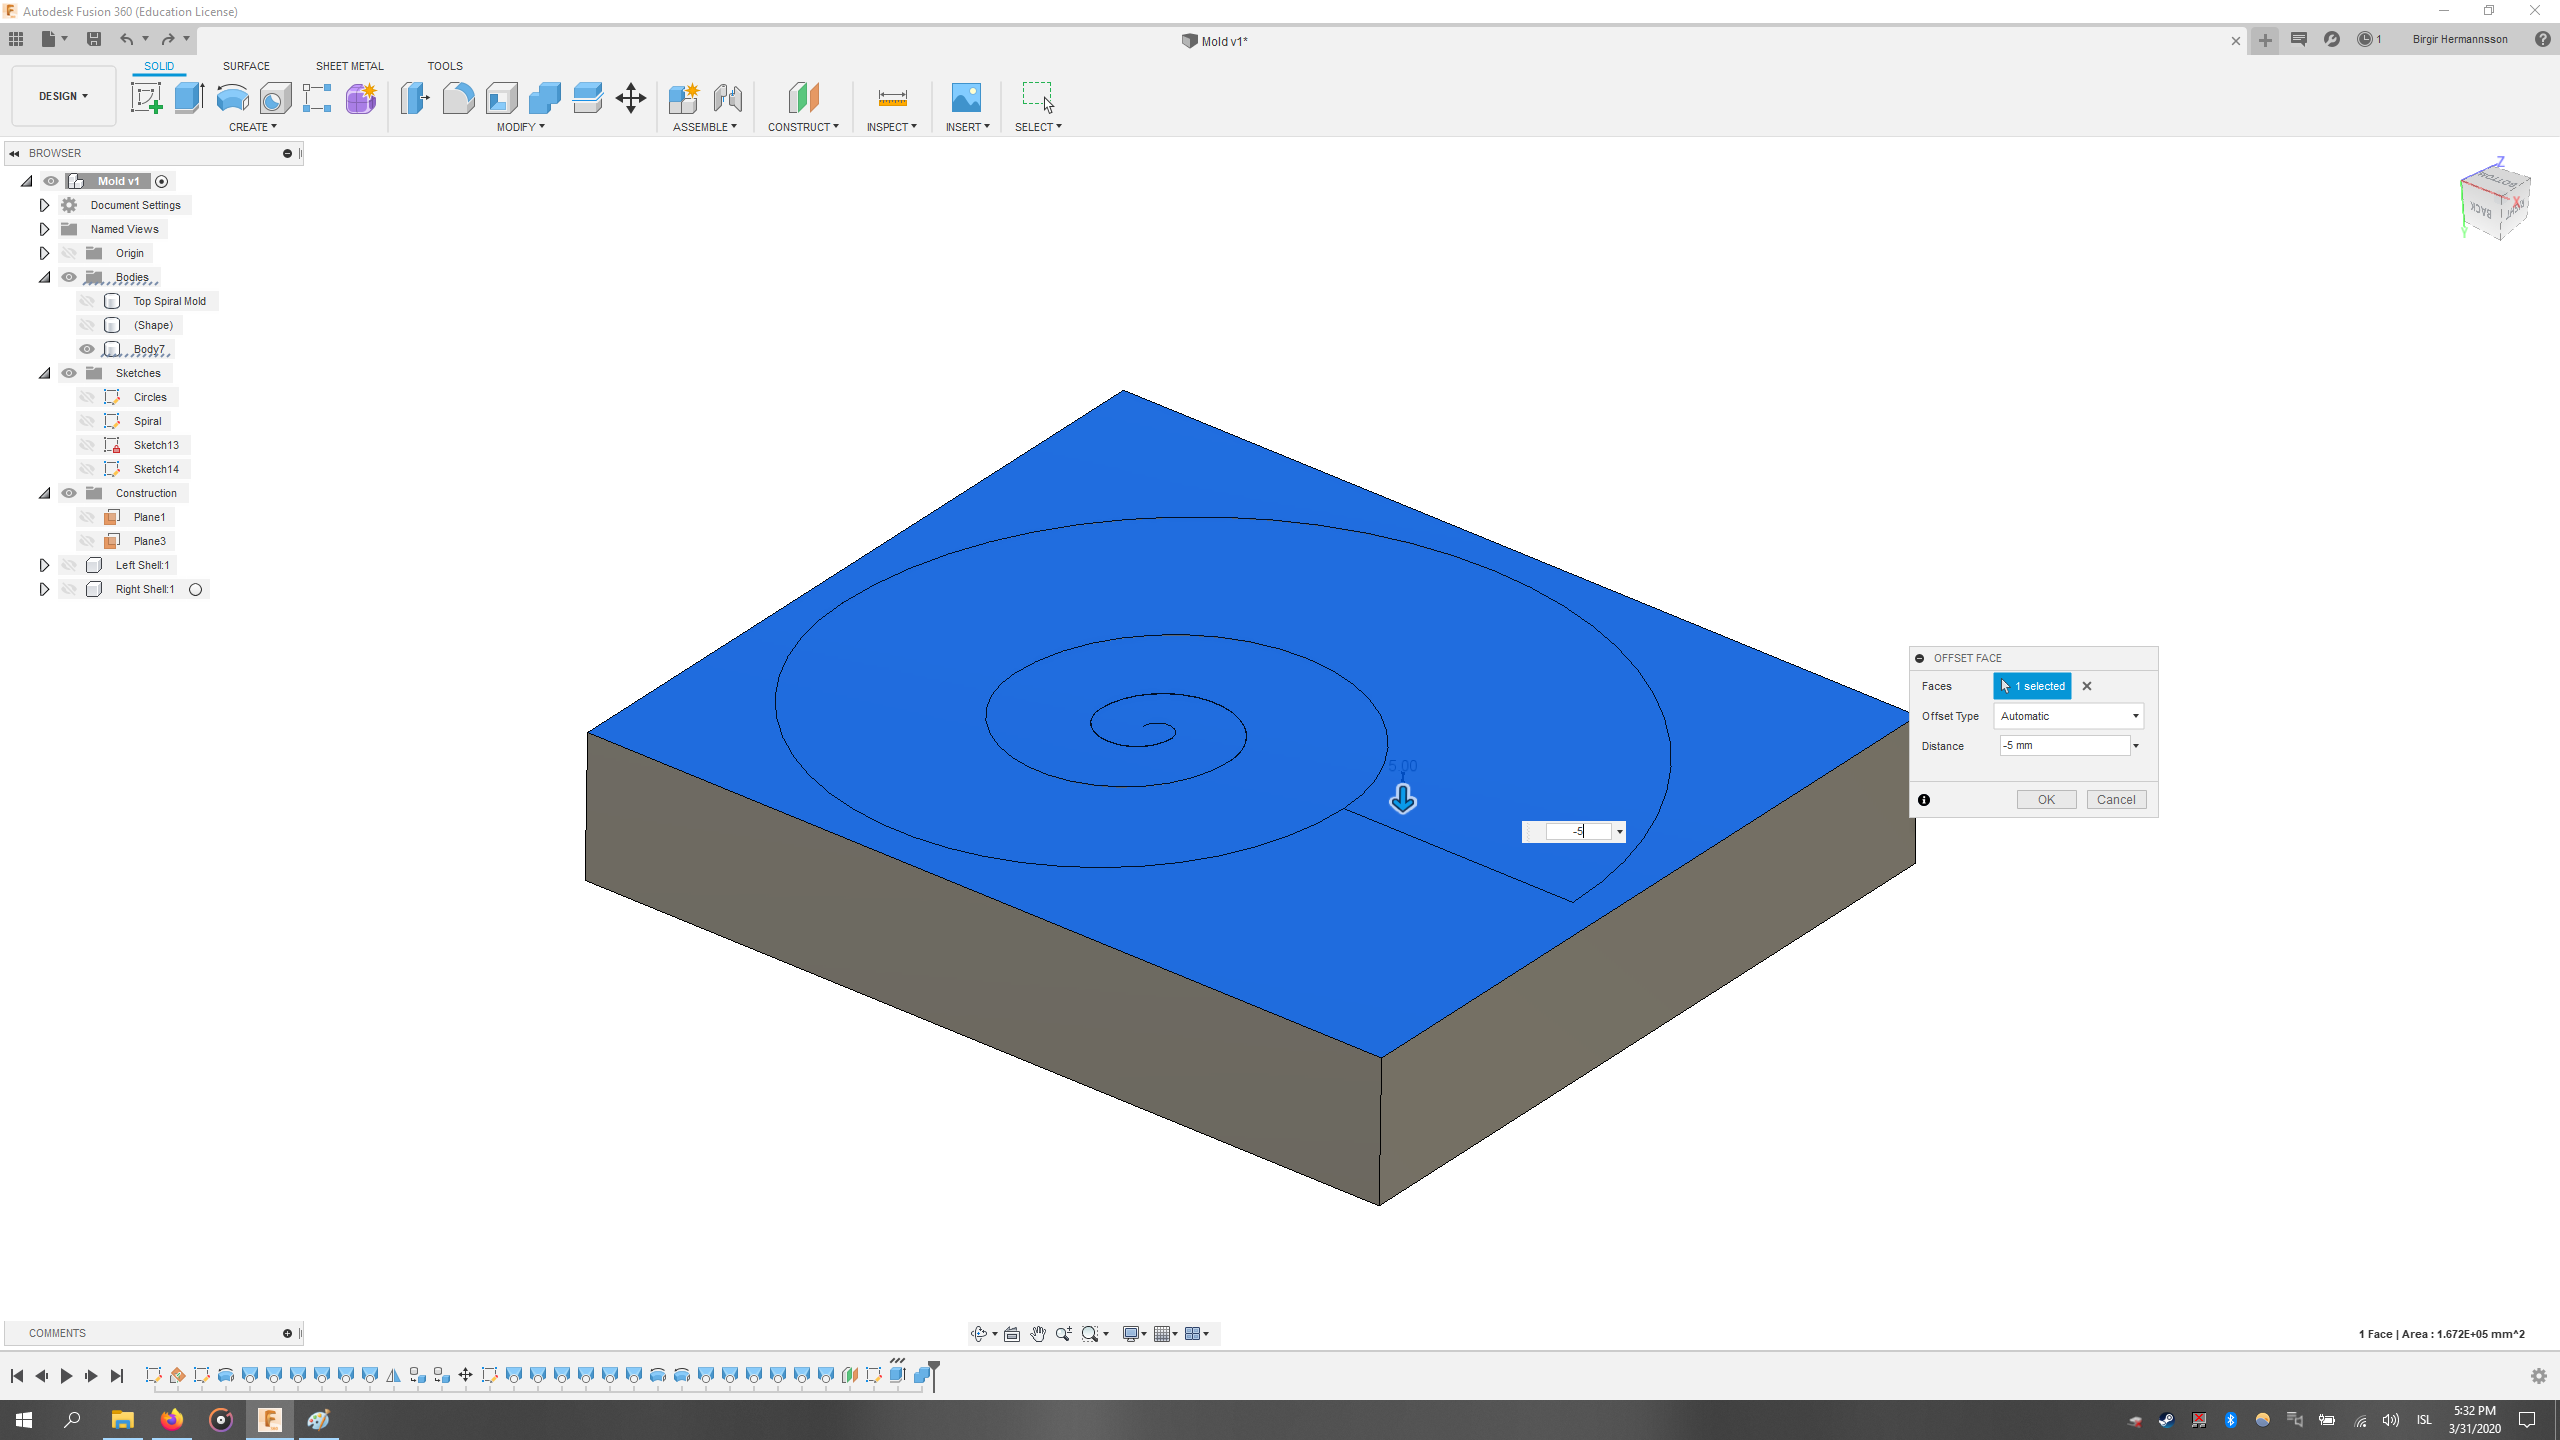 Autodesk Fusion 360 (Education License)
Mold v1*
1
Birgir Hermannsson
SOLID
SURFACE
SHEET METAL
TOOLS
DESIGN
CREATE
MODIFY
ASSEMBLE
CONSTRUCT
INSPECT
INSERT
SELECT
BROWSER
Mold v1
Document Settings
Named Views
Origin
Bodies
Top Spiral Mold
(Shape)
Body7
Sketches
Circles
Spiral
Sketch13
Sketch14
Construction
Plane1
Plane3
Left Shell:1
Right Shell:1
Z
BOTTOM
BACK
RIGHT
X
Y
5.00
-5
OFFSET FACE
Faces
1 selected
Offset Type
Automatic
Distance
-5 mm
OK
Cancel
COMMENTS
1 Face | Area : 1.672E+05 mm^2
ISL
5:32 PM
3/31/2020